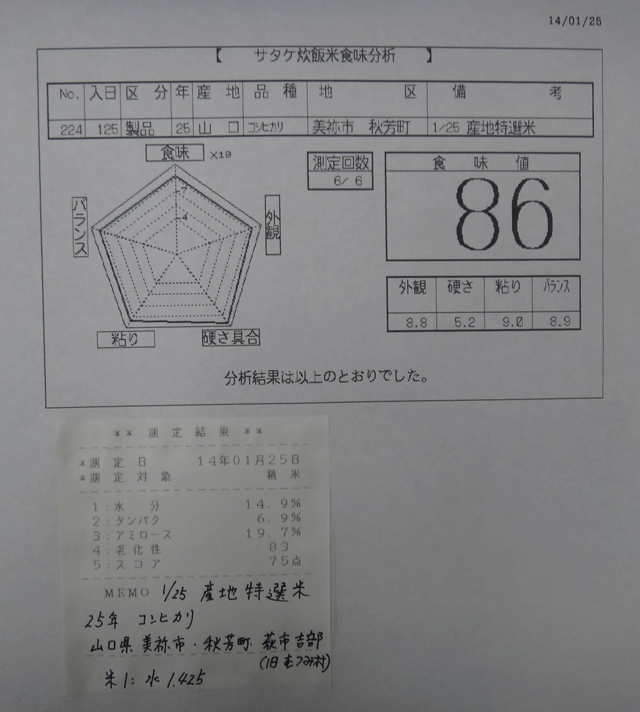 14/01/25
【 サタケ炊飯米食味分析 】
No. 入日 区分 年 産地 品種 地区 備考
224 125 製品 25 山口 コシヒカリ 美祢市 秋芳町 1/25 産地特選米
食味 ×10
7
4
バランス
外観
粘り
硬さ具合
測定回数
6/ 6
食味値
86
外観 硬さ 粘り バランス
8.8 5.2 9.0 8.9
分析結果は以上のとおりでした。
** 測定結果 **
*測定日 14年01月25日
*測定対象 精米
1:水分 14.9%
2:タンパク 6.9%
3:アミロース 19.7%
4:老化性 83
5:スコア 75点
MEMO 1/25 産地特選米
25年 コシヒカリ
山口県 美祢市・秋芳町 萩市吉部
(旧むつみ村)
米1:水1.425